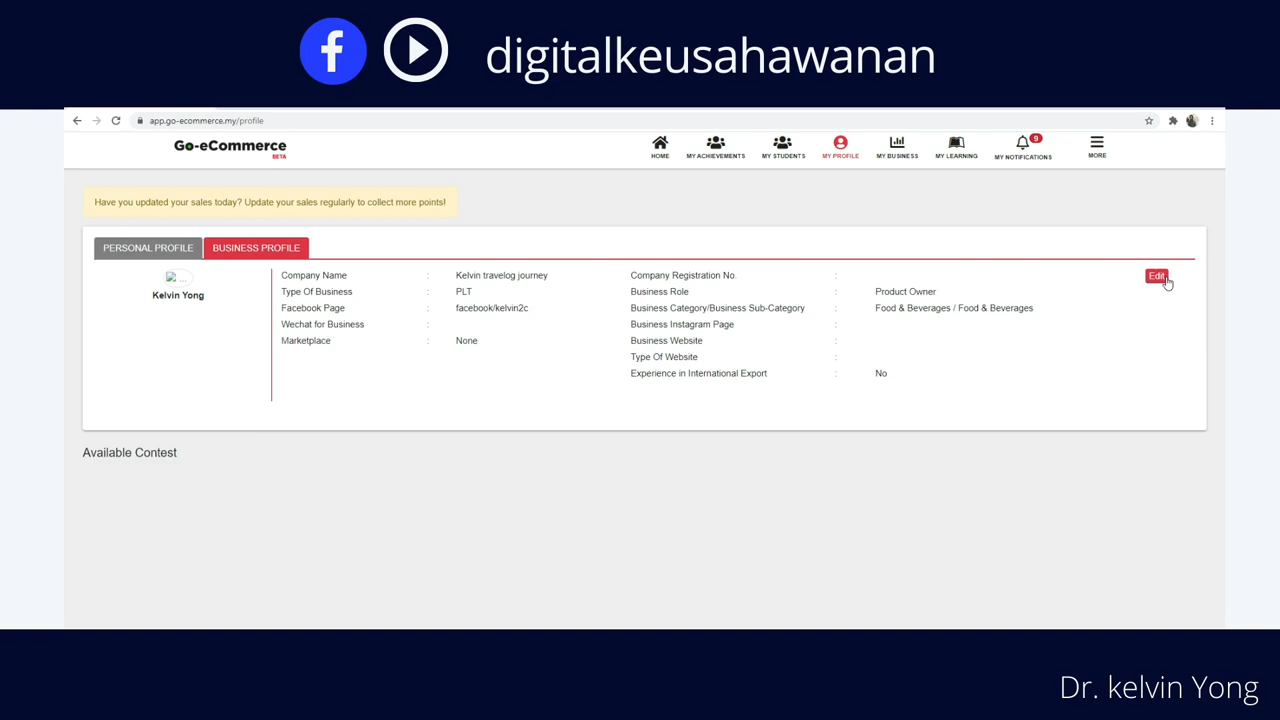 digitalkeusahawanan
app.go-ecommerce.my/profile
Go-eCommerce
BETA
HOME
MY ACHIEVEMENTS
MY STUDENTS
MY PROFILE
MY BUSINESS
MY LEARNING
9
MY NOTIFICATIONS
MORE
Have you updated your sales today? Update your sales regularly to collect more points!
PERSONAL PROFILE
BUSINESS PROFILE
...
Kelvin Yong
Company Name : Kelvin travelog journey
Type Of Business : PLT
Facebook Page : facebook/kelvin2c
Wechat for Business :
Marketplace : None
Company Registration No. :
Business Role : Product Owner
Business Category/Business Sub-Category : Food & Beverages / Food & Beverages
Business Instagram Page :
Business Website :
Type Of Website :
Experience in International Export : No
Edit
Available Contest
Dr. kelvin Yong